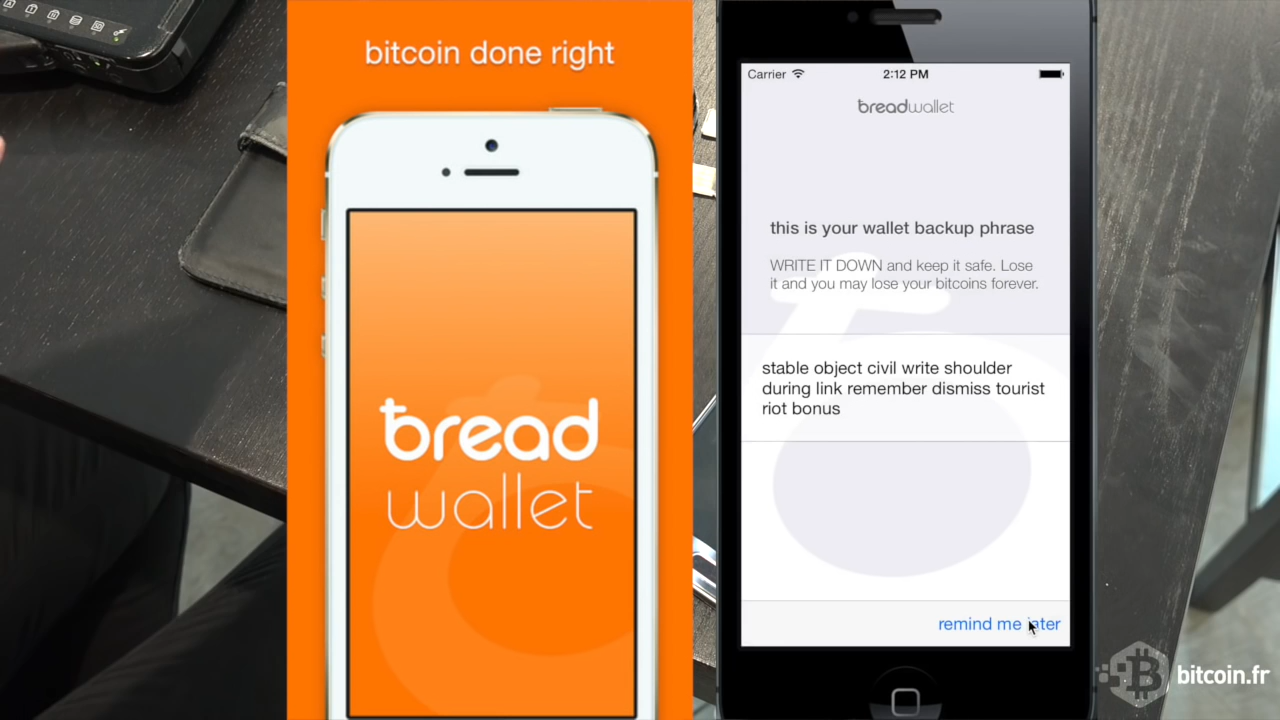 bitcoin done right
bread
wallet
Carrier
2:12 PM
breadwallet
this is your wallet backup phrase
WRITE IT DOWN and keep it safe. Lose
it and you may lose your bitcoins forever.
stable object civil write shoulder
during link remember dismiss tourist
riot bonus
remind me later
bitcoin.fr